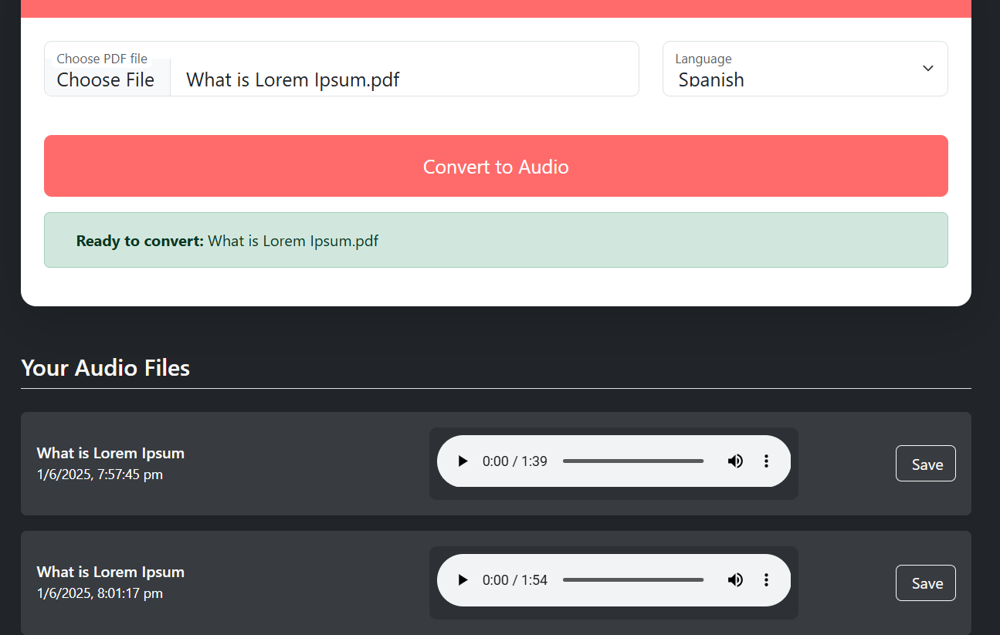 Choose PDF file
Choose File What is Lorem Ipsum.pdf
Language
Spanish
Convert to Audio
Ready to convert: What is Lorem Ipsum.pdf
Your Audio Files
What is Lorem Ipsum
1/6/2025, 7:57:45 pm
0:00 / 1:39
Save
What is Lorem Ipsum
1/6/2025, 8:01:17 pm
0:00 / 1:54
Save